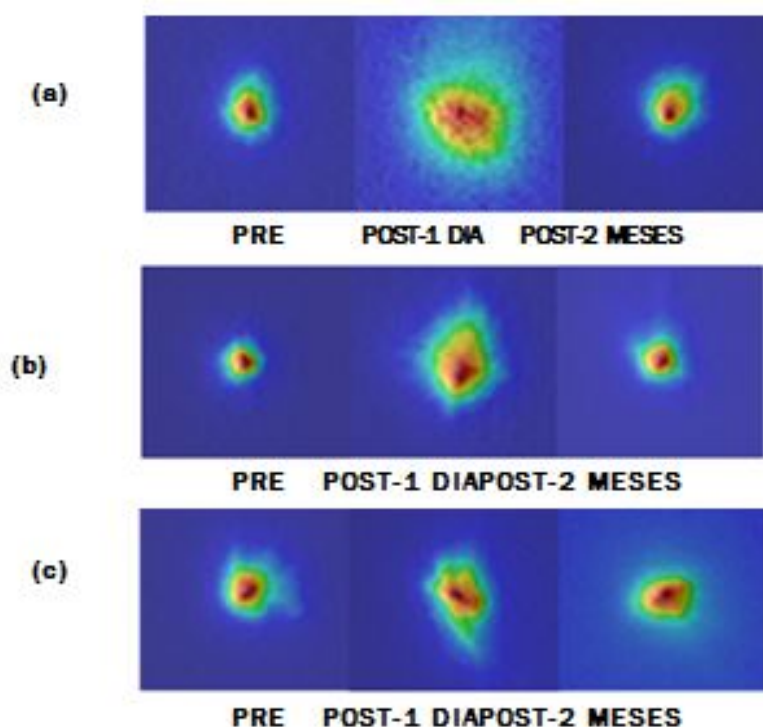 (a)
PRE POST-1 DIA POST-2 MESES
(b)
PRE POST-1 DIAPOST-2 MESES
(c)
PRE POST-1 DIAPOST-2 MESES